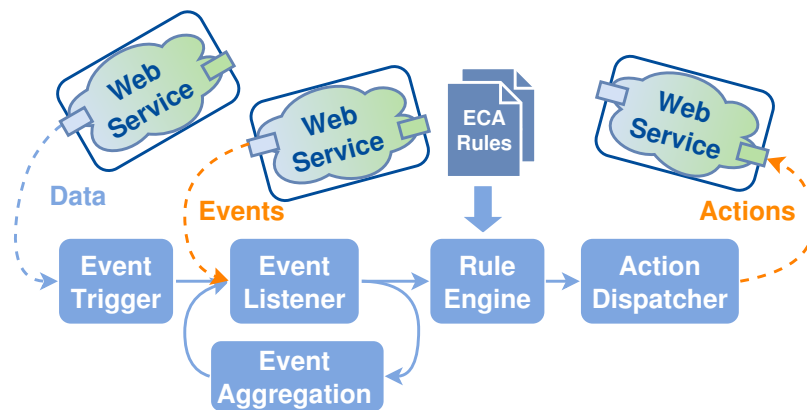 Web
Service
Web
Service
ECA
Rules
Web
Service
Data
Events
Actions
Event
Trigger
Event
Listener
Rule
Engine
Action
Dispatcher
Event
Aggregation